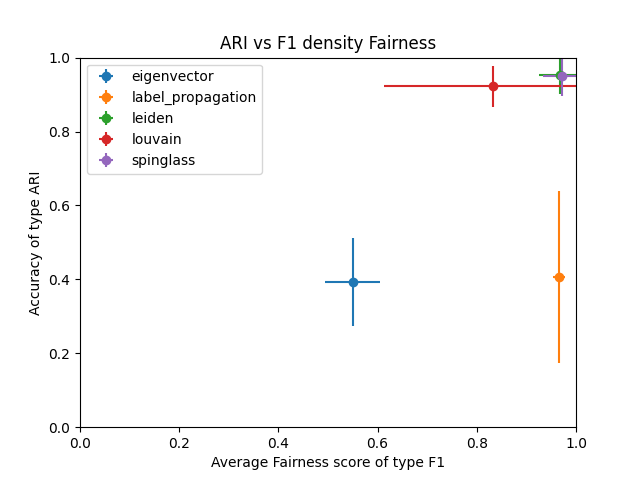 ARI vs F1 density Fairness
eigenvector
label_propagation
leiden
louvain
spinglass
Accuracy of type ARI
1.0
0.8
0.6
0.4
0.2
0.0
0.0 0.2 0.4 0.6 0.8 1.0
Average Fairness score of type F1